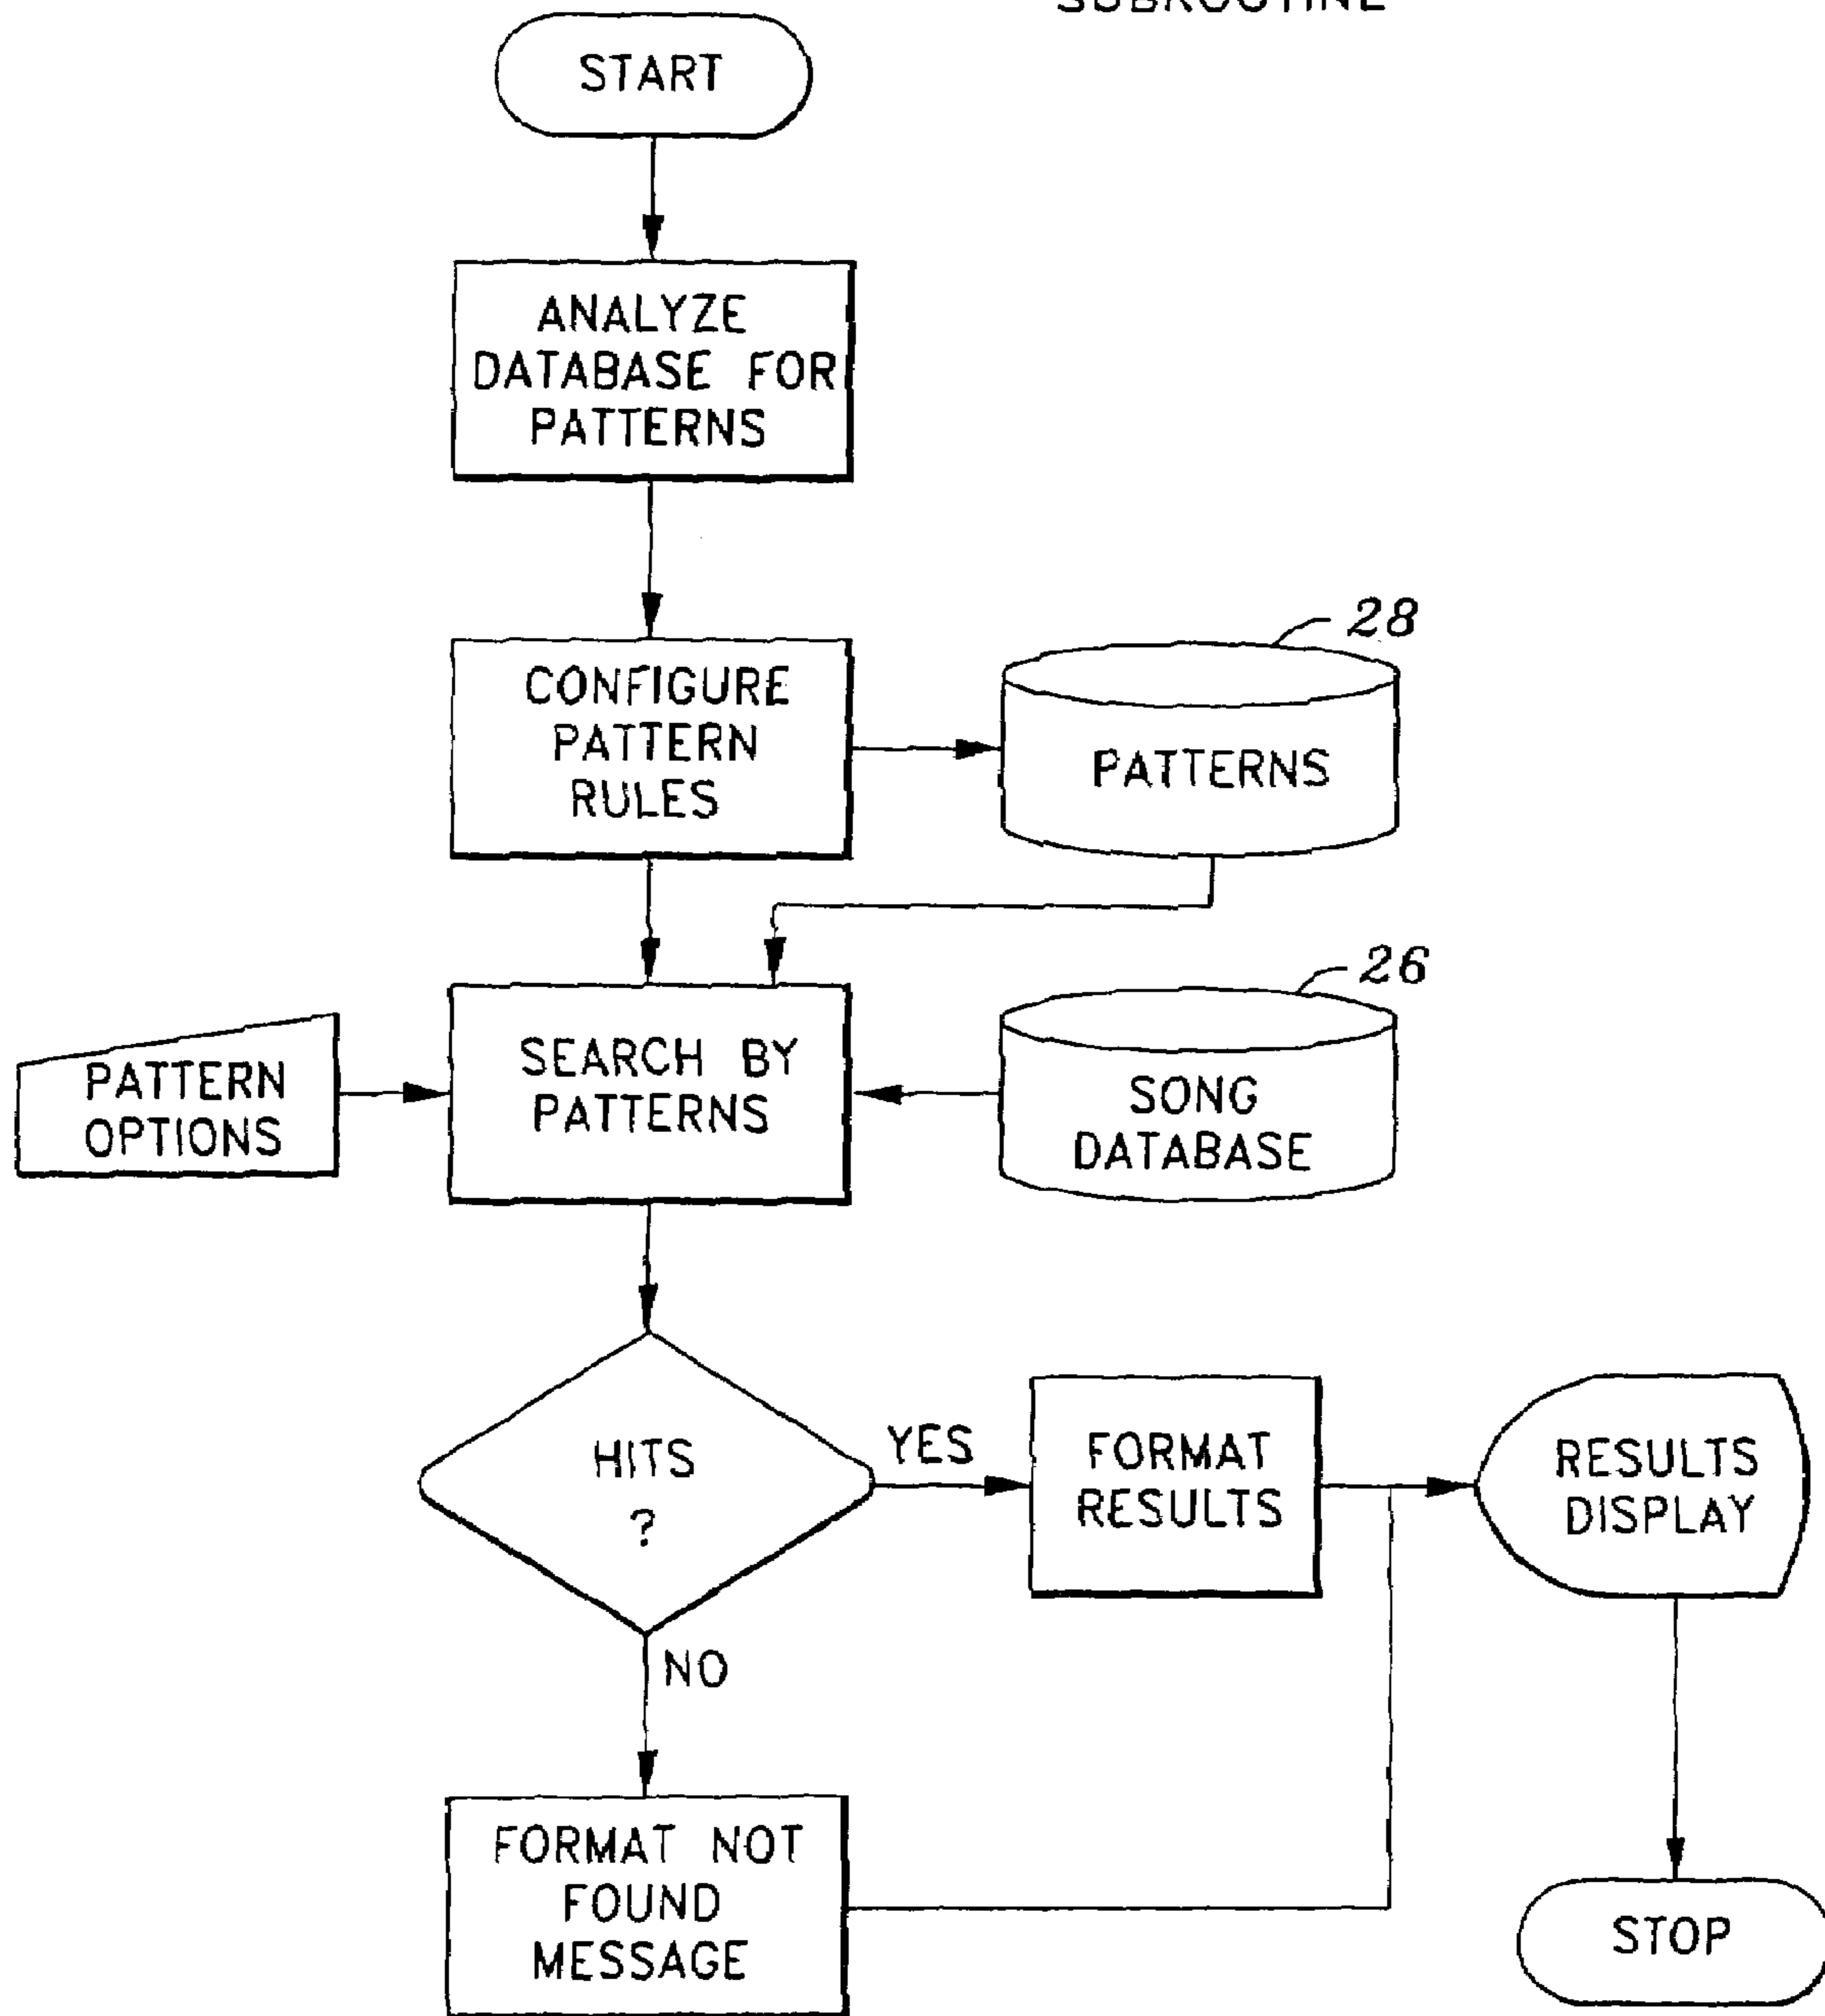 SUBROUTINE
START
ANALYZE
DATABASE FOR
PATTERNS
28
CONFIGURE
PATTERN
RULES
PATTERNS
26
PATTERN
OPTIONS
SEARCH BY
PATTERNS
SONG
DATABASE
HITS
?
YES
FORMAT
RESULTS
RESULTS
DISPLAY
NO
FORMAT NOT
FOUND
MESSAGE
STOP